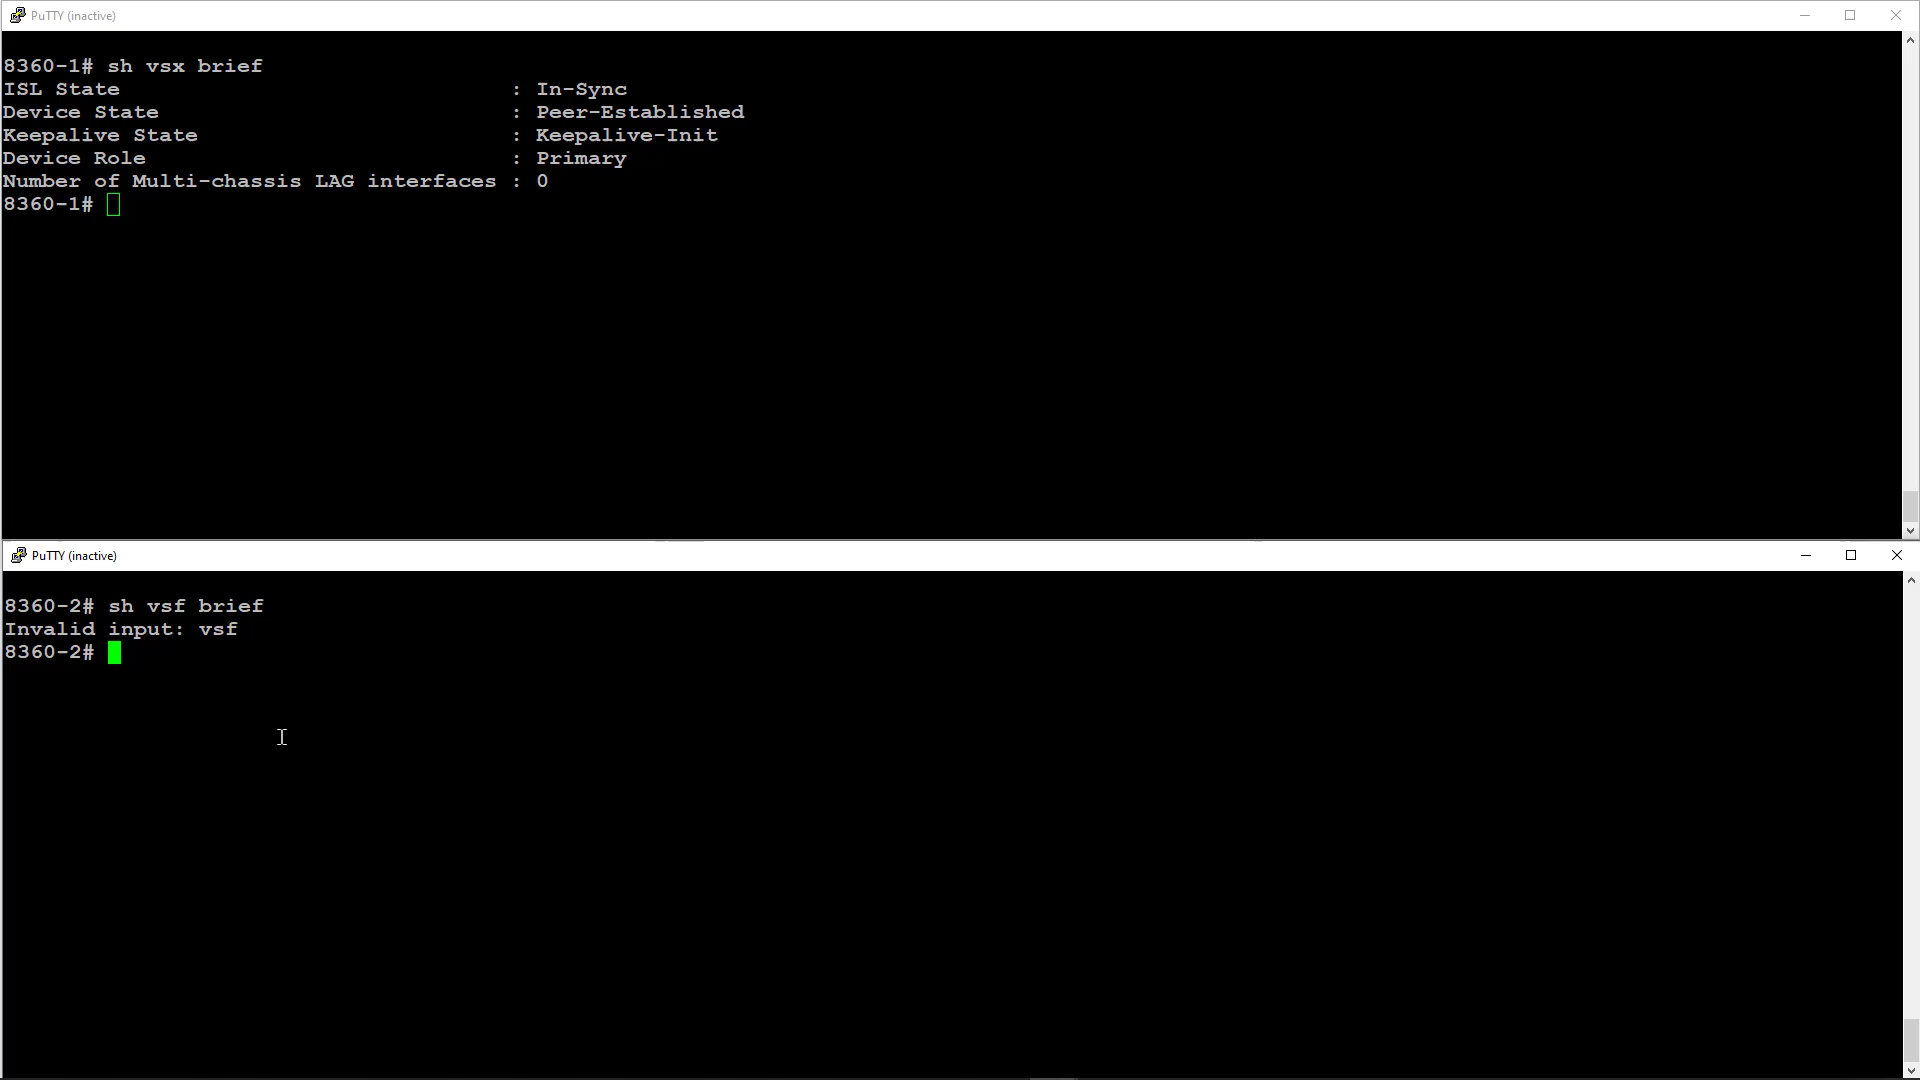 PuTTY (inactive)
8360-1# sh vsx brief
ISL State : In-Sync
Device State : Peer-Established
Keepalive State : Keepalive-Init
Device Role : Primary
Number of Multi-chassis LAG interfaces : 0
8360-1#
PuTTY (inactive)
8360-2# sh vsf brief
Invalid input: vsf
8360-2#